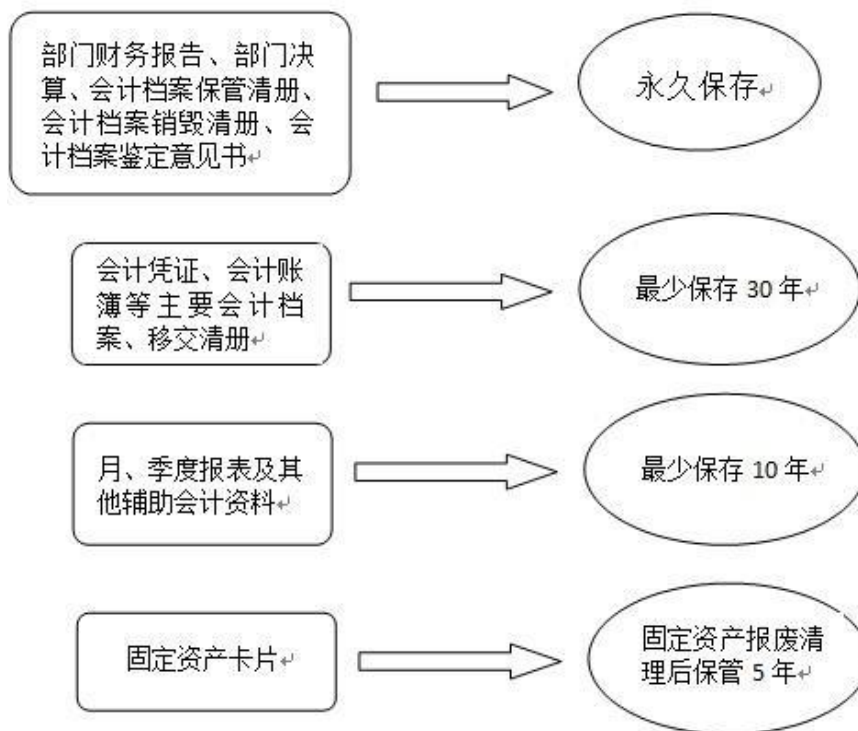 部门财务报告、部门决
算、会计档案保管清册、
会计档案销毁清册、会
计档案鉴定意见书↵
永久保存↵
会计凭证、会计账
簿等主要会计档
案、移交清册↵
最少保存 30 年↵
月、季度报表及其
他辅助会计资料↵
最少保存 10 年↵
固定资产卡片↵
固定资产报废清
理后保管 5 年↵